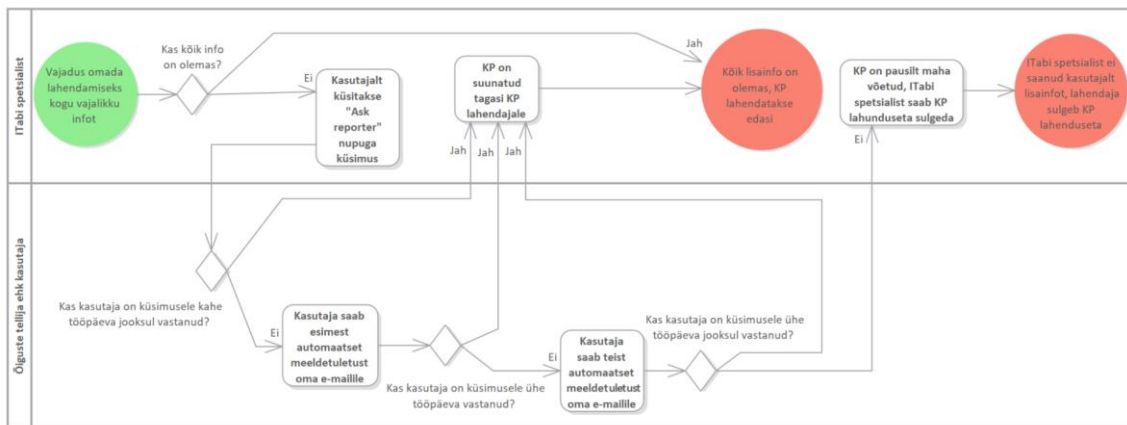 ITabi spetsialist
Vajadus omada
lahendamiseks
kogu vajalikku
infot
Kas kõik info
on olemas?
Ei
Kasutajalt
küsitakse
"Ask
reporter"
nupuga
küsimus
KP on
suunatud
tagasi KP
lahendajale
Jah
Jah
Jah
Jah
Kõik lisainfo on
olemas, KP
lahendatakse
edasi
KP on pausilt maha
võetud, ITabi
spetsialist saab KP
lahunduseta sulgeda
Ei
ITabi spetsialist ei
saanud kasutajalt
lisainfot, lahendaja
sulgeb KP
lahenduseta
Õiguste tellija ehk kasutaja
Kas kasutaja on küsimusele kahe
tööpäeva jooksul vastanud?
Ei
Kasutaja saab
esimest
automaatset
meeldetuletust
oma e-mailile
Kas kasutaja on küsimusele ühe
tööpäeva vastanud?
Ei
Kasutaja
saab teist
automaatset
meeldetuletust
oma e-mailile
Kas kasutaja on küsimusele ühe
tööpäeva jooksul vastanud?